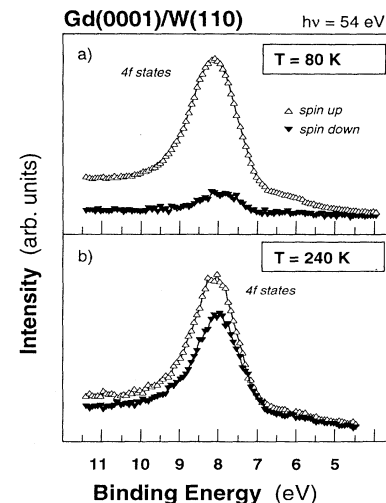 Gd(0001)/W(110) hν = 54 eV
a)
T = 80 K
4f states
△ spin up
▼ spin down
b)
T = 240 K
4f states
Intensity (arb. units)
11 10 9 8 7 6 5
Binding Energy (eV)